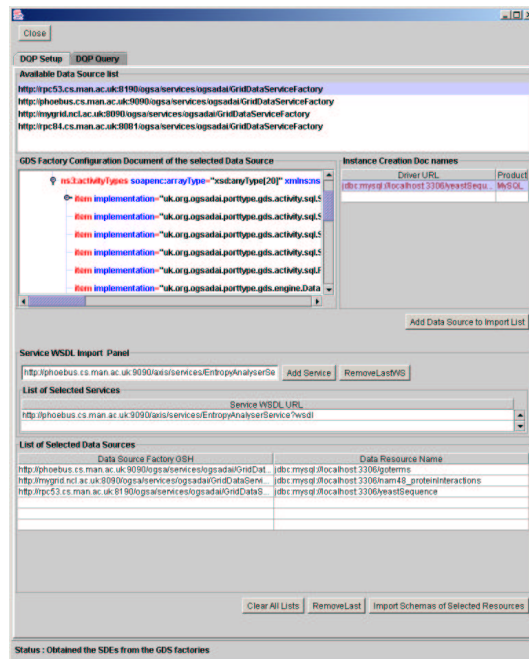 Close
DQP Setup DQP Query
Available Data Source list
http://rpc53.cs.man.ac.uk:8190/ogsa/services/ogsadai/GridDataServiceFactory
http://phoebus.cs.man.ac.uk:9090/ogsa/services/ogsadai/GridDataServiceFactory
http://mygrid.ncl.ac.uk:8090/ogsa/services/ogsadai/GridDataServiceFactory
http://rpc84.cs.man.ac.uk:8081/ogsa/services/ogsadai/GridDataServiceFactory
GDS Factory Configuration Document of the selected Data Source
Instance Creation Doc names
ns3:activityTypes soapenc:arrayType="xsd:anyType[20]" xmlns:ns
item implementation="uk.org.ogsadai.porttype.gds.activity.sql.S
item implementation="uk.org.ogsadai.porttype.gds.activity.sql.S
item implementation="uk.org.ogsadai.porttype.gds.activity.sql.S
item implementation="uk.org.ogsadai.porttype.gds.activity.sql.F
item implementation="uk.org.ogsadai.porttype.gds.engine.Data
Driver URL Product
jdbc:mysql://localhost:3306/yeastSequ... MySQL
Add Data Source to Import List
Service WSDL Import Panel
http://phoebus.cs.man.ac.uk:9090/axis/services/EntropyAnalyserSe Add Service RemoveLastWS
List of Selected Services
Service WSDL URL
http://phoebus.cs.man.ac.uk:9090/axis/services/EntropyAnalyserService?wsdl
List of Selected Data Sources
Data Source Factory GSH Data Resource Name
http://phoebus.cs.man.ac.uk:9090/ogsa/services/ogsadai/GridDat... jdbc:mysql://localhost:3306/goterms
http://mygrid.ncl.ac.uk:8090/ogsa/services/ogsadai/GridDataServi... jdbc:mysql://localhost:3306/nam48_proteinInteractions
http://rpc53.cs.man.ac.uk:8190/ogsa/services/ogsadai/GridDataS... jdbc:mysql://localhost:3306/yeastSequence
Clear All Lists RemoveLast Import Schemas of Selected Resources
Status : Obtained the SDEs from the GDS factories